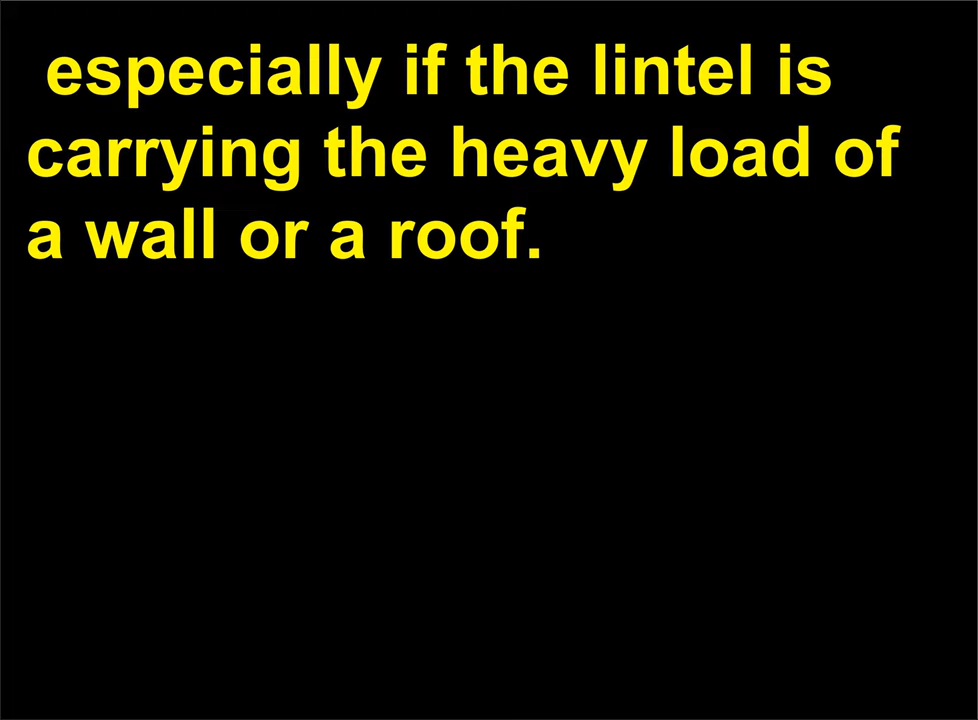 especially if the lintel is
carrying the heavy load of
a wall or a roof.